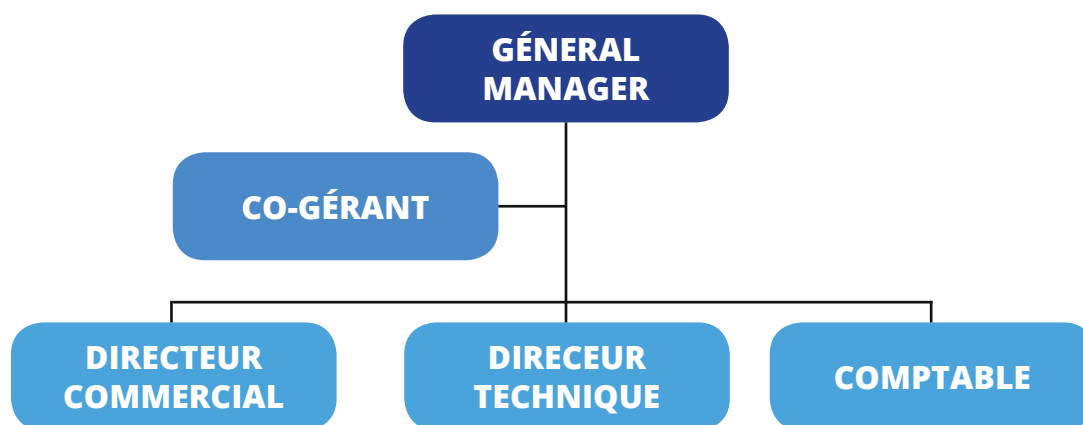 GÉNERAL
MANAGER
CO-GÉRANT
DIRECTEUR
COMMERCIAL
DIRECEUR
TECHNIQUE
COMPTABLE